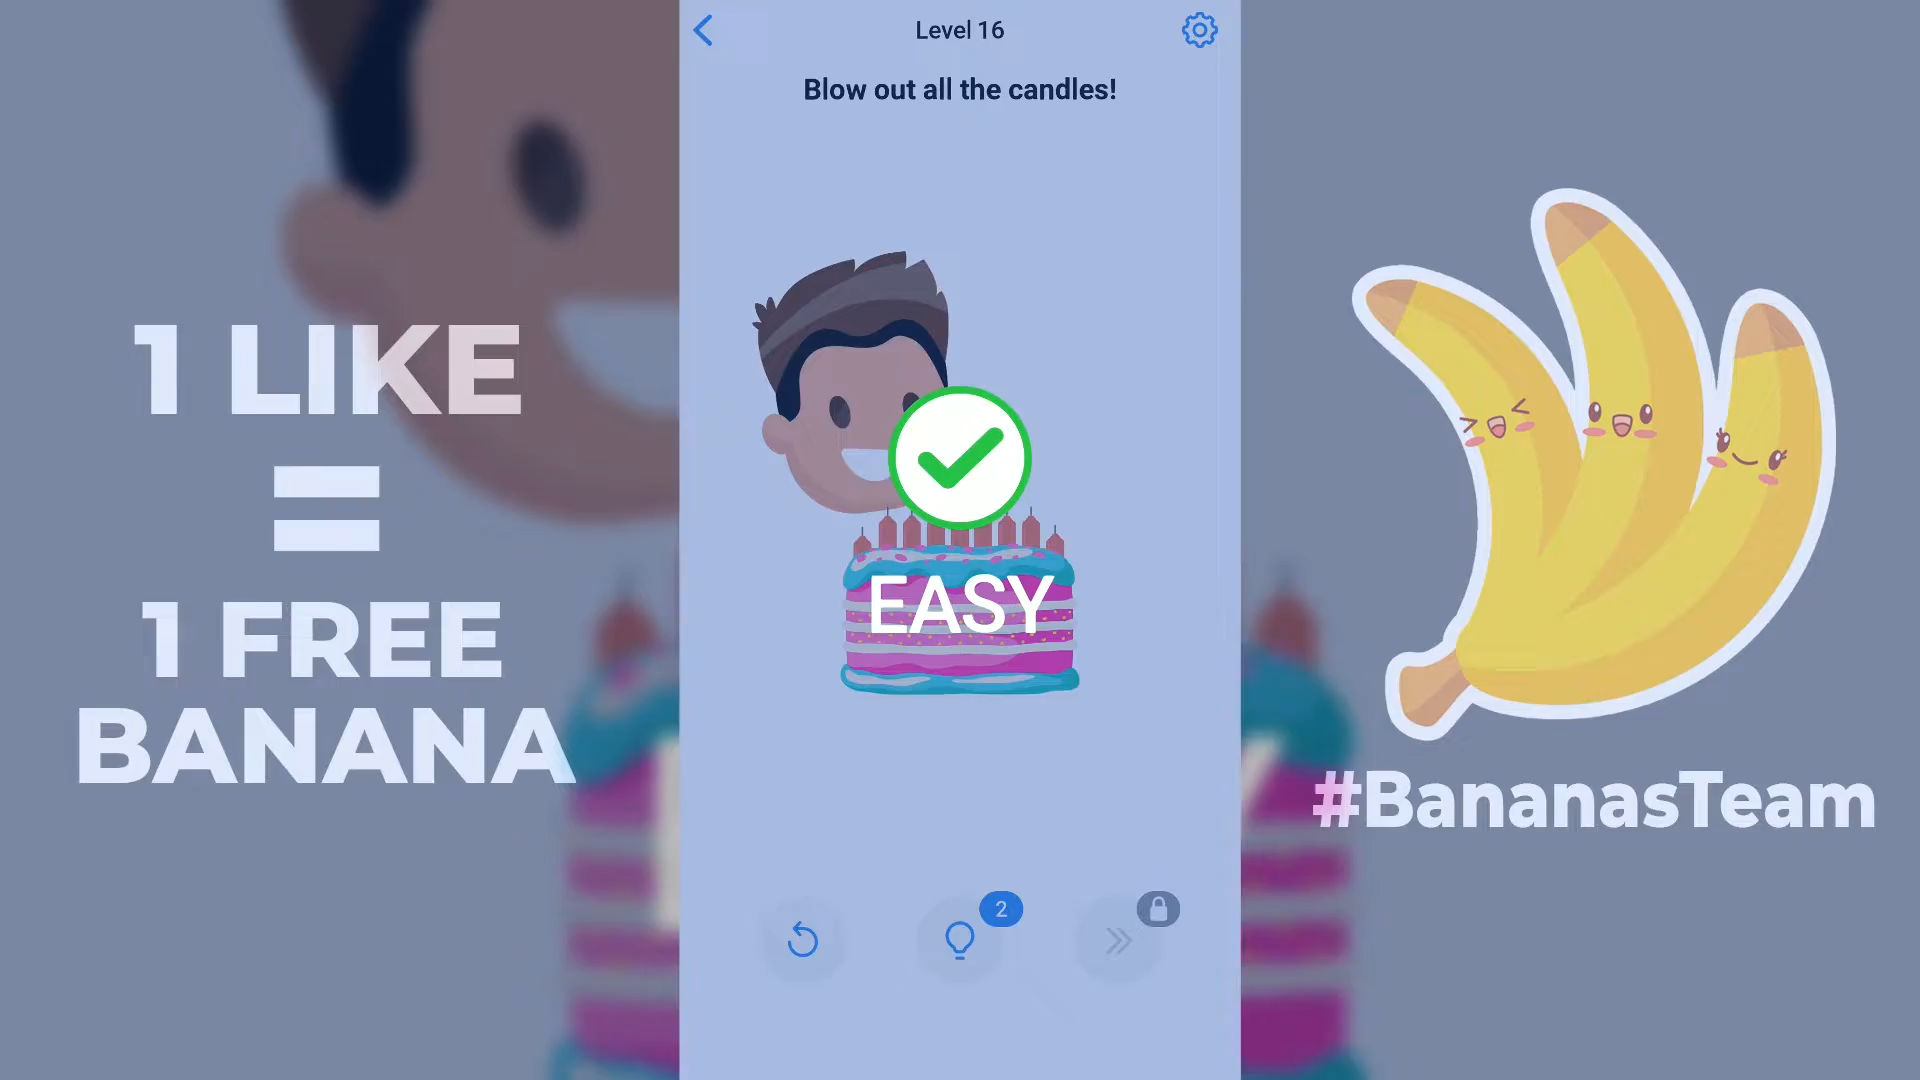 Level 16
Blow out all the candles!
1 LIKE
=
1 FREE
BANANA
EASY
#BananasTeam
2